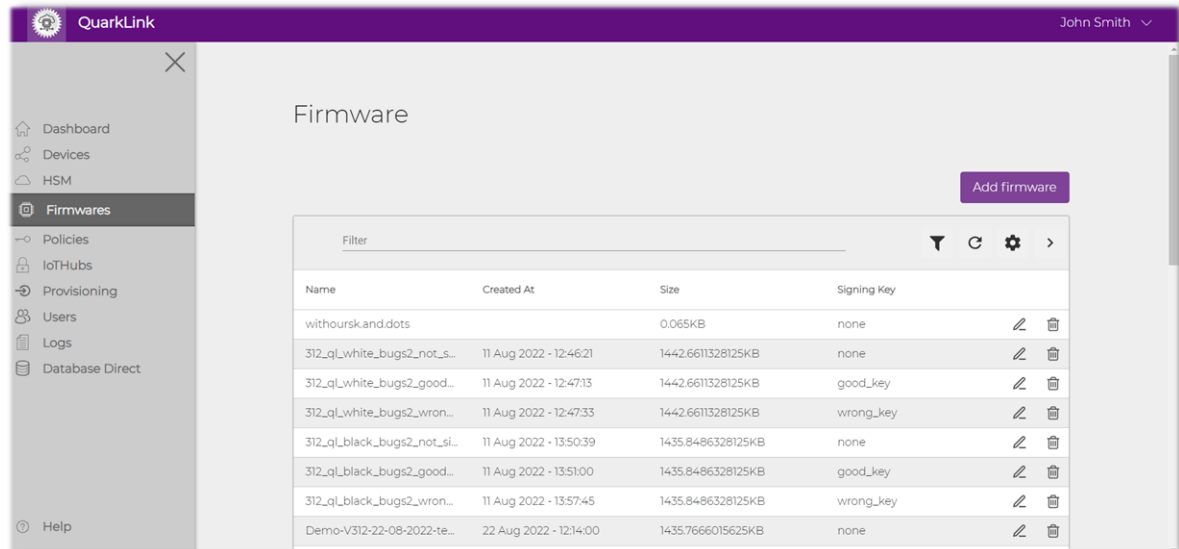 QuarkLink
John Smith
Dashboard
Devices
HSM
Firmwares
Policies
IoTHubs
Provisioning
Users
Logs
Database Direct
Help
Firmware
Add firmware
Filter
Name Created At Size Signing Key
withoursk.and.dots 0.065KB none
312_ql_white_bugs2_not_s... 11 Aug 2022 - 12:46:21 1442.6611328125KB none
312_ql_white_bugs2_good... 11 Aug 2022 - 12:47:13 1442.6611328125KB good_key
312_ql_white_bugs2_wron... 11 Aug 2022 - 12:47:33 1442.6611328125KB wrong_key
312_ql_black_bugs2_not_si... 11 Aug 2022 - 13:50:39 1435.8486328125KB none
312_ql_black_bugs2_good... 11 Aug 2022 - 13:51:00 1435.8486328125KB good_key
312_ql_black_bugs2_wron... 11 Aug 2022 - 13:57:45 1435.8486328125KB wrong_key
Demo-V312-22-08-2022-te... 22 Aug 2022 - 12:14:00 1435.7666015625KB none